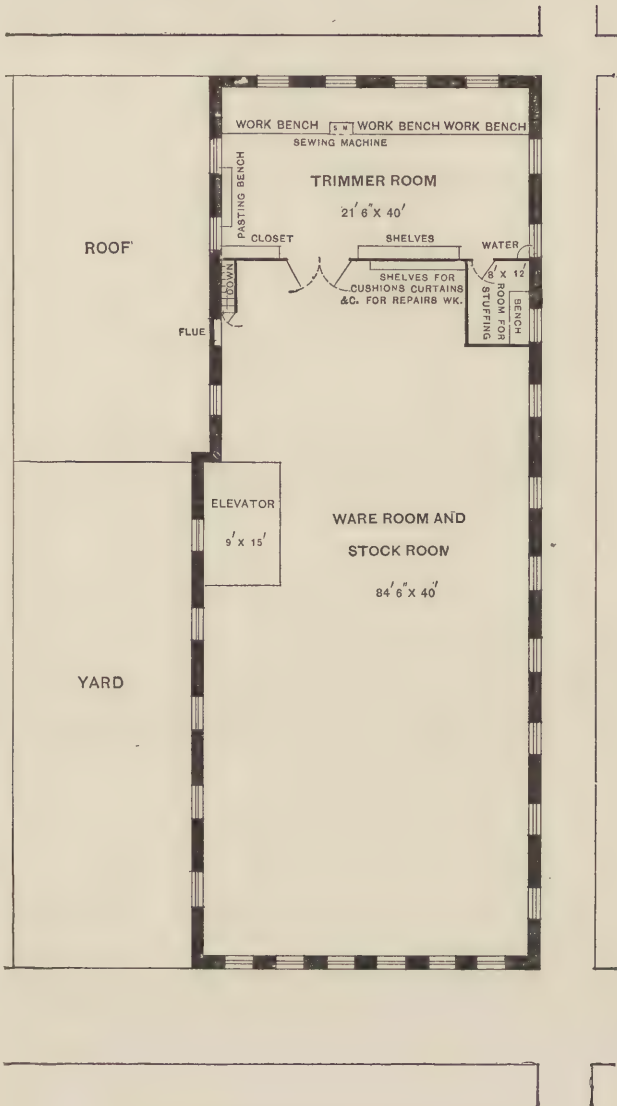 WORK BENCH S M WORK BENCH WORK BENCH
SEWING MACHINE
PASTING BENCH
TRIMMER ROOM
21' 6" X 40'
ROOF
CLOSET
SHELVES
WATER
DOWN
SHELVES FOR
CUSHIONS CURTAINS
&C. FOR REPAIRS WK.
8' X 12'
ROOM FOR
STUFFING
BENCH
FLUE
ELEVATOR
9' X 15'
WARE ROOM AND
STOCK ROOM
84' 6" X 40'
YARD